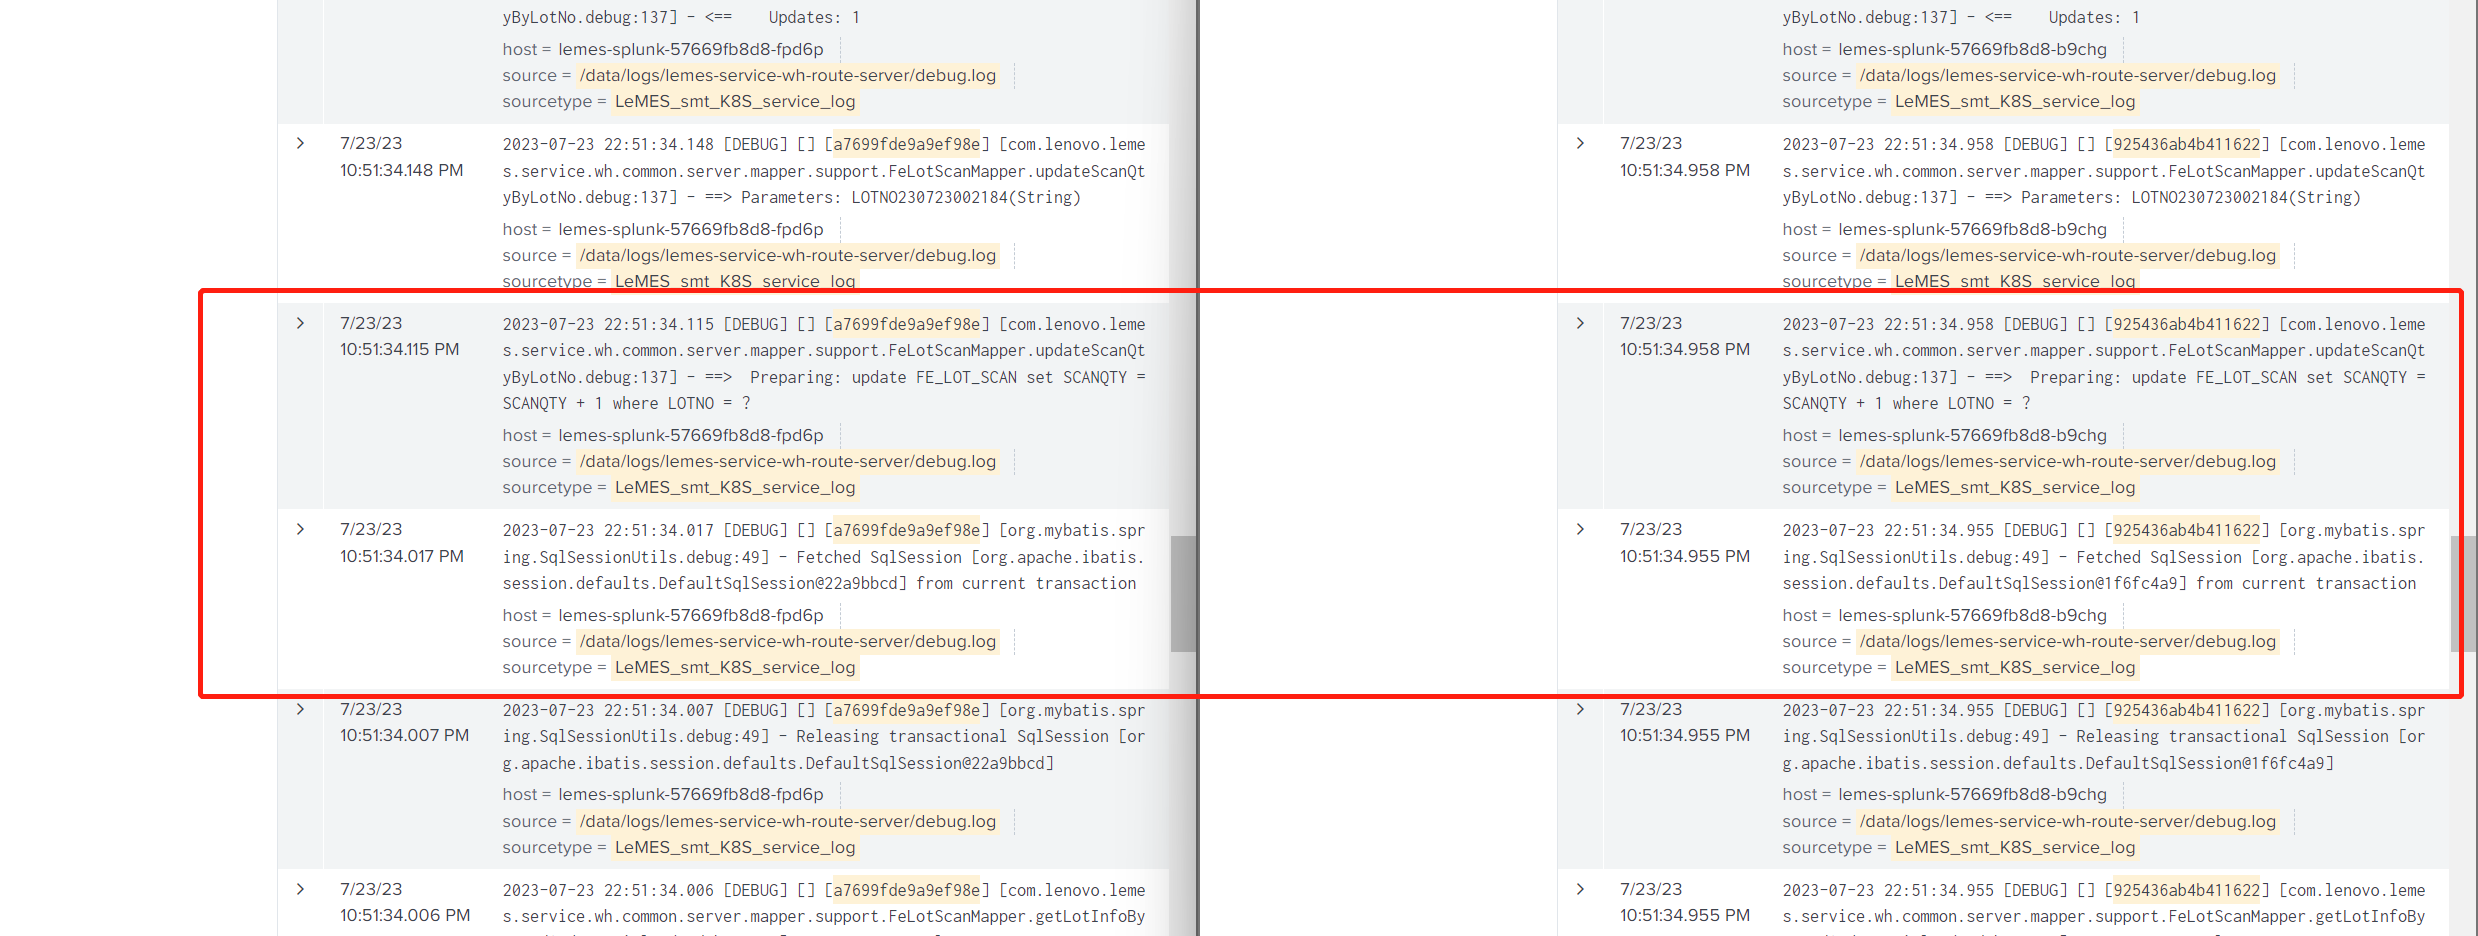 yByLotNo.debug:137] - <==    Updates: 1
host = lemes-splunk-57669fb8d8-fpd6p
source = /data/logs/lemes-service-wh-route-server/debug.log
sourcetype = LeMES_smt_K8S_service_log
7/23/23
10:51:34.148 PM
2023-07-23 22:51:34.148 [DEBUG] [] [a7699fde9a9ef98e] [com.lenovo.leme
s.service.wh.common.server.mapper.support.FeLotScanMapper.updateScanQt
yByLotNo.debug:137] - ==> Parameters: LOTNO230723002184(String)
host = lemes-splunk-57669fb8d8-fpd6p
source = /data/logs/lemes-service-wh-route-server/debug.log
sourcetype = LeMES_smt_K8S_service_log
7/23/23
10:51:34.115 PM
2023-07-23 22:51:34.115 [DEBUG] [] [a7699fde9a9ef98e] [com.lenovo.leme
s.service.wh.common.server.mapper.support.FeLotScanMapper.updateScanQt
yByLotNo.debug:137] - ==>  Preparing: update FE_LOT_SCAN set SCANQTY =
SCANQTY + 1 where LOTNO = ?
host = lemes-splunk-57669fb8d8-fpd6p
source = /data/logs/lemes-service-wh-route-server/debug.log
sourcetype = LeMES_smt_K8S_service_log
7/23/23
10:51:34.017 PM
2023-07-23 22:51:34.017 [DEBUG] [] [a7699fde9a9ef98e] [org.mybatis.spr
ing.SqlSessionUtils.debug:49] - Fetched SqlSession [org.apache.ibatis.
session.defaults.DefaultSqlSession@22a9bbcd] from current transaction
host = lemes-splunk-57669fb8d8-fpd6p
source = /data/logs/lemes-service-wh-route-server/debug.log
sourcetype = LeMES_smt_K8S_service_log
7/23/23
10:51:34.007 PM
2023-07-23 22:51:34.007 [DEBUG] [] [a7699fde9a9ef98e] [org.mybatis.spr
ing.SqlSessionUtils.debug:49] - Releasing transactional SqlSession [or
g.apache.ibatis.session.defaults.DefaultSqlSession@22a9bbcd]
host = lemes-splunk-57669fb8d8-fpd6p
source = /data/logs/lemes-service-wh-route-server/debug.log
sourcetype = LeMES_smt_K8S_service_log
7/23/23
10:51:34.006 PM
2023-07-23 22:51:34.006 [DEBUG] [] [a7699fde9a9ef98e] [com.lenovo.leme
s.service.wh.common.server.mapper.support.FeLotScanMapper.getLotInfoBy
yByLotNo.debug:137] - <==    Updates: 1
host = lemes-splunk-57669fb8d8-b9chg
source = /data/logs/lemes-service-wh-route-server/debug.log
sourcetype = LeMES_smt_K8S_service_log
7/23/23
10:51:34.958 PM
2023-07-23 22:51:34.958 [DEBUG] [] [925436ab4b411622] [com.lenovo.leme
s.service.wh.common.server.mapper.support.FeLotScanMapper.updateScanQt
yByLotNo.debug:137] - ==> Parameters: LOTNO230723002184(String)
host = lemes-splunk-57669fb8d8-b9chg
source = /data/logs/lemes-service-wh-route-server/debug.log
sourcetype = LeMES_smt_K8S_service_log
7/23/23
10:51:34.958 PM
2023-07-23 22:51:34.958 [DEBUG] [] [925436ab4b411622] [com.lenovo.leme
s.service.wh.common.server.mapper.support.FeLotScanMapper.updateScanQt
yByLotNo.debug:137] - ==>  Preparing: update FE_LOT_SCAN set SCANQTY =
SCANQTY + 1 where LOTNO = ?
host = lemes-splunk-57669fb8d8-b9chg
source = /data/logs/lemes-service-wh-route-server/debug.log
sourcetype = LeMES_smt_K8S_service_log
7/23/23
10:51:34.955 PM
2023-07-23 22:51:34.955 [DEBUG] [] [925436ab4b411622] [org.mybatis.spr
ing.SqlSessionUtils.debug:49] - Fetched SqlSession [org.apache.ibatis.
session.defaults.DefaultSqlSession@1f6fc4a9] from current transaction
host = lemes-splunk-57669fb8d8-b9chg
source = /data/logs/lemes-service-wh-route-server/debug.log
sourcetype = LeMES_smt_K8S_service_log
7/23/23
10:51:34.955 PM
2023-07-23 22:51:34.955 [DEBUG] [] [925436ab4b411622] [org.mybatis.spr
ing.SqlSessionUtils.debug:49] - Releasing transactional SqlSession [or
g.apache.ibatis.session.defaults.DefaultSqlSession@1f6fc4a9]
host = lemes-splunk-57669fb8d8-b9chg
source = /data/logs/lemes-service-wh-route-server/debug.log
sourcetype = LeMES_smt_K8S_service_log
7/23/23
10:51:34.955 PM
2023-07-23 22:51:34.955 [DEBUG] [] [925436ab4b411622] [com.lenovo.leme
s.service.wh.common.server.mapper.support.FeLotScanMapper.getLotInfoBy